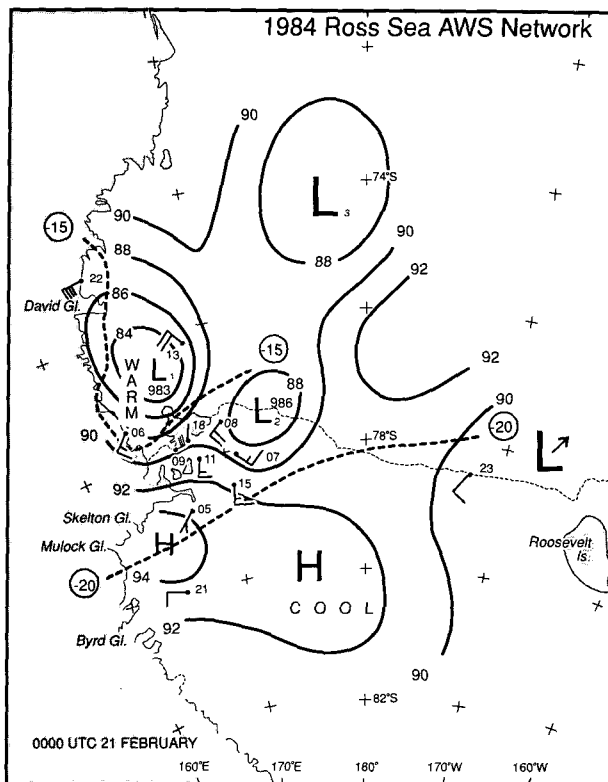 1984 Ross Sea AWS Network
90
74°S
L 3
-15
90
88
90
88
92
22
86
David Gl.
84
13
-15
92
WARM
L 1
983
88
986
L 2
90
-20
06
18
08
78°S
90
09
11
07
L
23
92
15
Skelton Gl.
05
H
Mulock Gl.
H
Roosevelt
Is.
-20
94
21
COOL
92
Byrd Gl.
90
82°S
0000 UTC 21 FEBRUARY
160°E 170°E 180° 170°W 160°W